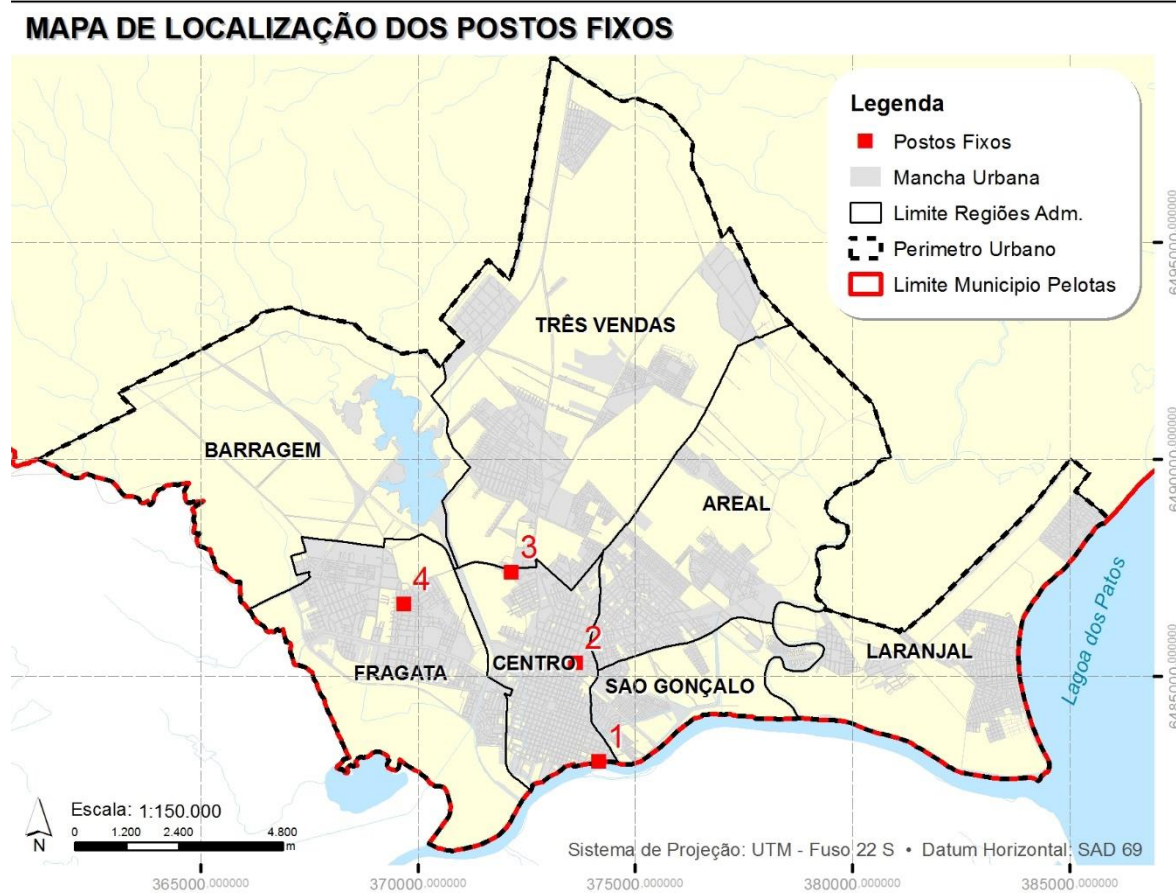 MAPA DE LOCALIZAÇÃO DOS POSTOS FIXOS
Legenda
Postos Fixos
Mancha Urbana
Limite Regiões Adm.
Perimetro Urbano
Limite Municipio Pelotas
6495000.000000
TRÊS VENDAS
BARRAGEM
6490000.000000
AREAL
3
4
2
LARANJAL
Lagoa dos Patos
CENTRO
FRAGATA
SAO GONÇALO
6485000.000000
1
Escala: 1:150.000
0 1.200 2.400 4.800
m
N
Sistema de Projeção: UTM - Fuso 22 S • Datum Horizontal: SAD 69
365000.000000 370000.000000 375000.000000 380000.000000 385000.000000